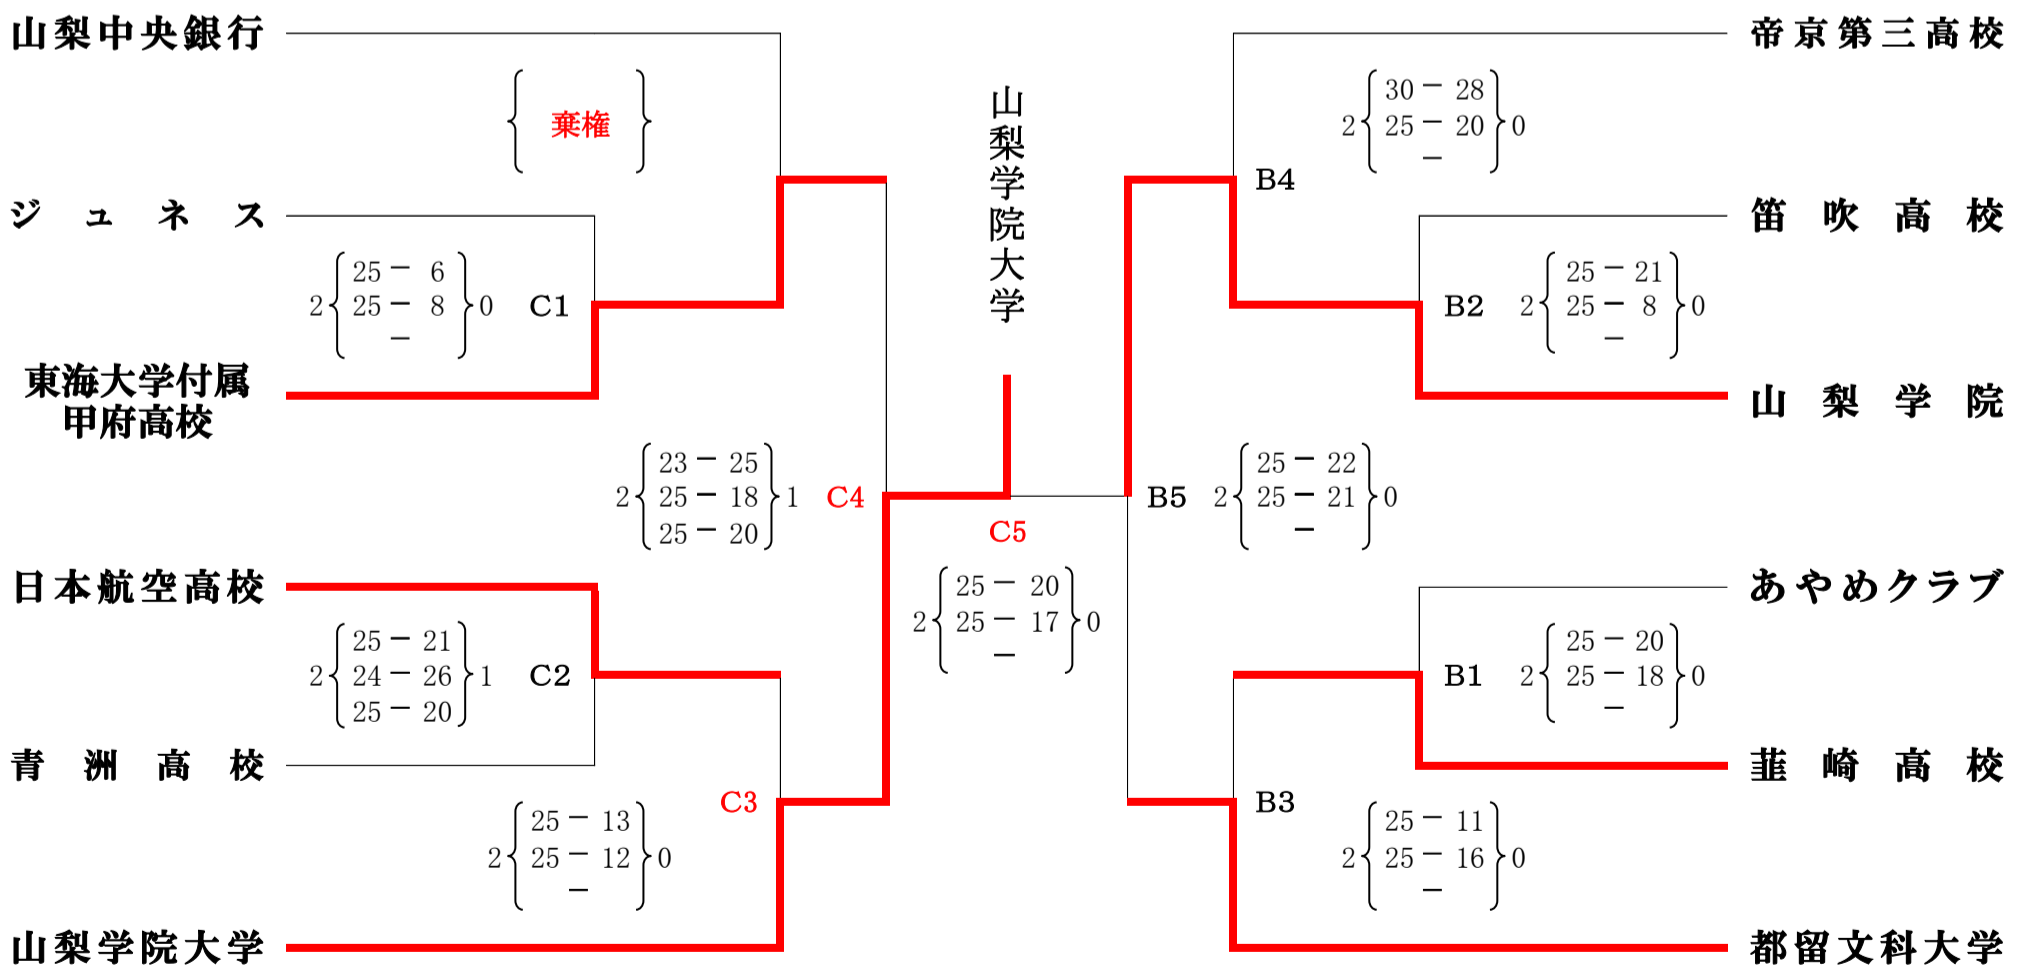 山梨中央銀行
棄権
ジュネス
2 25 － 6 0
25 － 8
－
C1
東海大学付属
甲府高校
2 23 － 25 1
25 － 18
25 － 20
C4
日本航空高校
2 25 － 21 1
24 － 26
25 － 20
C2
青洲高校
C3
2 25 － 13 0
25 － 12
－
山梨学院大学
山梨学院大学
C5
2 25 － 20 0
25 － 17
－
帝京第三高校
2 30 － 28 0
25 － 20
－
B4
笛吹高校
B2
2 25 － 21 0
25 － 8
－
山梨学院
B5
2 25 － 22 0
25 － 21
－
あやめクラブ
B1
2 25 － 20 0
25 － 18
－
韮崎高校
B3
2 25 － 11 0
25 － 16
－
都留文科大学